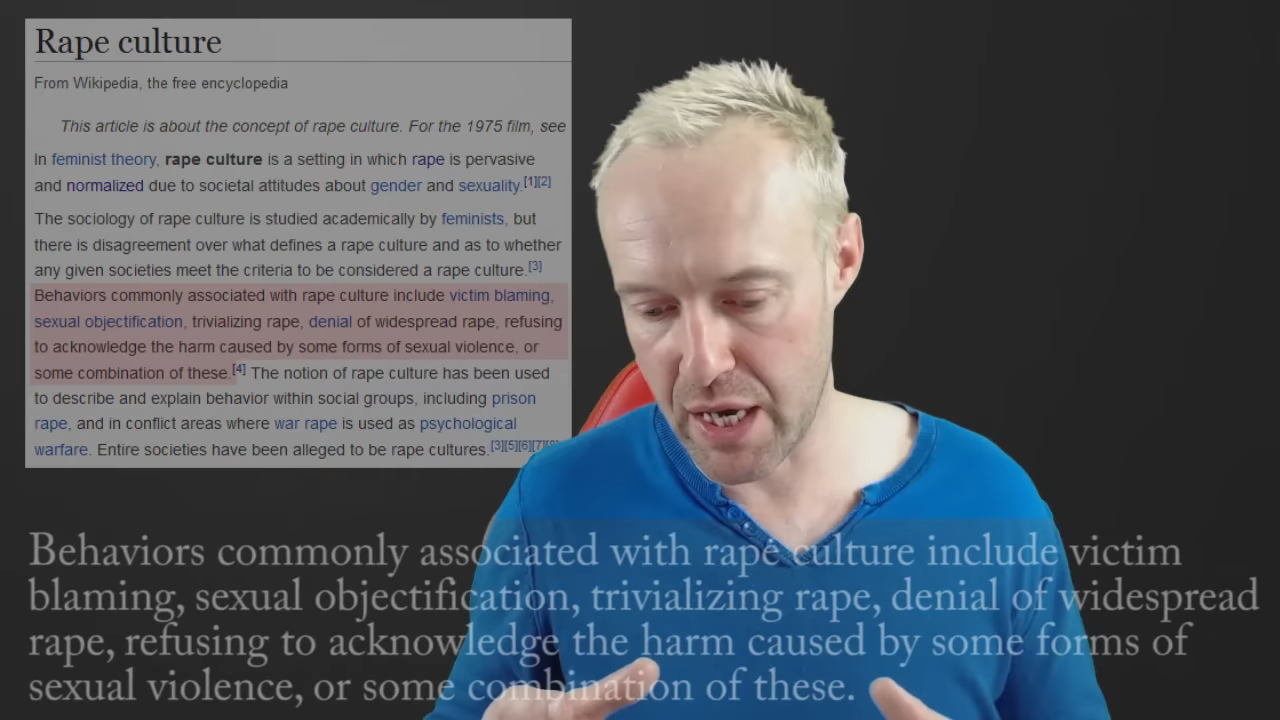 Rape culture
From Wikipedia, the free encyclopedia
This article is about the concept of rape culture. For the 1975 film, see
In feminist theory, rape culture is a setting in which rape is pervasive
and normalized due to societal attitudes about gender and sexuality.[1][2]
The sociology of rape culture is studied academically by feminists, but
there is disagreement over what defines a rape culture and as to whether
any given societies meet the criteria to be considered a rape culture.[3]
Behaviors commonly associated with rape culture include victim blaming,
sexual objectification, trivializing rape, denial of widespread rape, refusing
to acknowledge the harm caused by some forms of sexual violence, or
some combination of these.[4] The notion of rape culture has been used
to describe and explain behavior within social groups, including prison
rape, and in conflict areas where war rape is used as psychological
warfare. Entire societies have been alleged to be rape cultures.[3][5][6][7][8]
Behaviors commonly associated with rape culture include victim
blaming, sexual objectification, trivializing rape, denial of widespread
rape, refusing to acknowledge the harm caused by some forms of
sexual violence, or some combination of these.